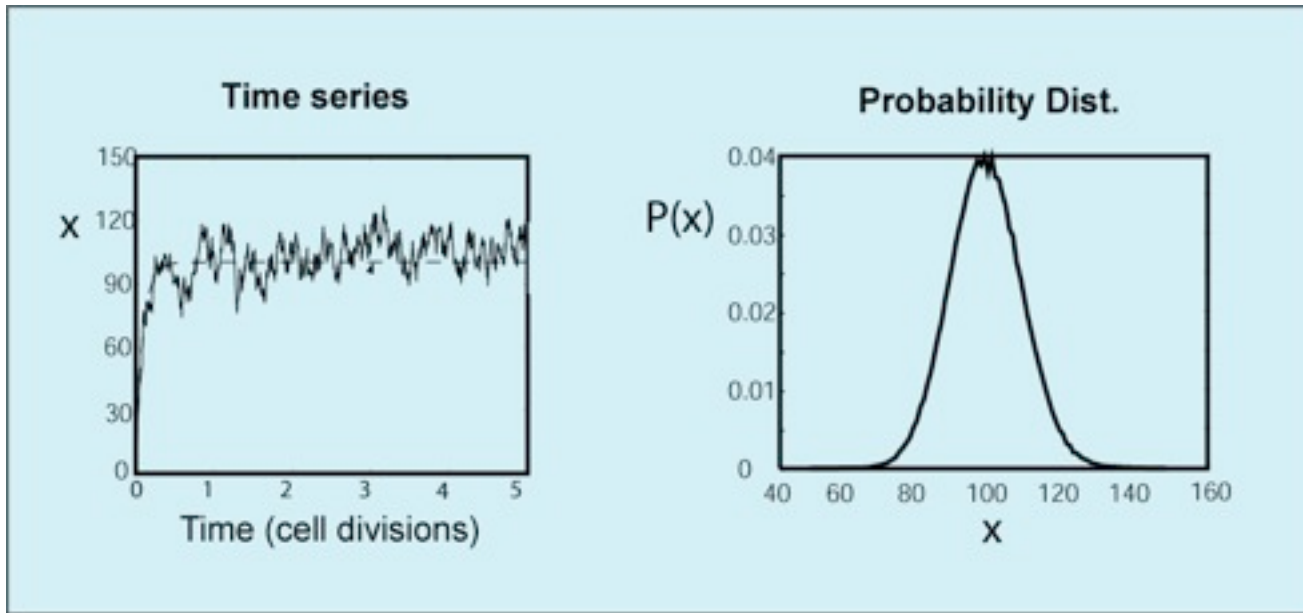 Time series
150
120
x
90
60
30
0
0 1 2 3 4 5
Time (cell divisions)
Probability Dist.
0.04
P(x)
0.03
0.02
0.01
0
40 60 80 100 120 140 160
x